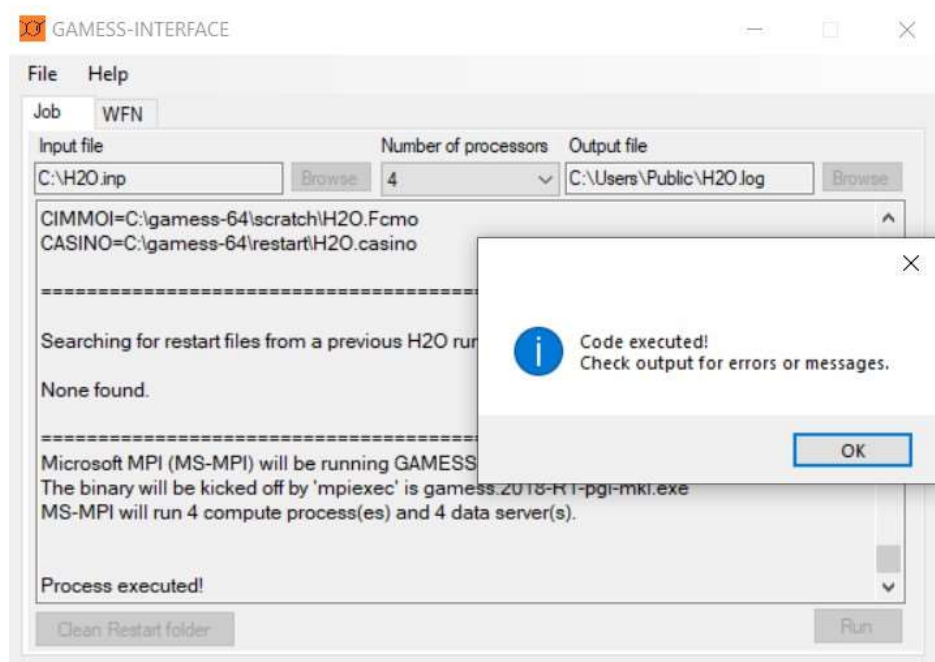 GAMESS-INTERFACE
File Help
Job WFN
Input file Number of processors Output file
C:\H2O.inp Browse 4 C:\Users\Public\H2O.log Browse
CIMMOI=C:\gamess-64\scratch\H2O.Fcmo
CASINO=C:\gamess-64\restart\H2O.casino
==========================================
Searching for restart files from a previous H2O rur
None found.
==========================================
Microsoft MPI (MS-MPI) will be running GAMESS
The binary will be kicked off by 'mpiexec' is gamess.2018-R1-pgi-mkl.exe
MS-MPI will run 4 compute process(es) and 4 data server(s).
Process executed!
Code executed!
Check output for errors or messages.
OK
Clean Restart folder Run